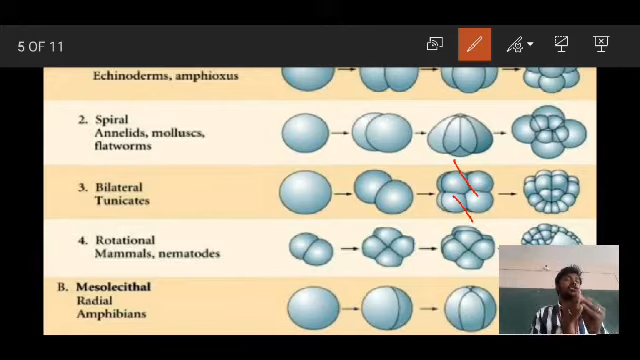 5 OF 11
Echinoderms, amphioxus
2. Spiral
Annelids, molluscs,
flatworms
3. Bilateral
Tunicates
4. Rotational
Mammals, nematodes
B. Mesolecithal
Radial
Amphibians